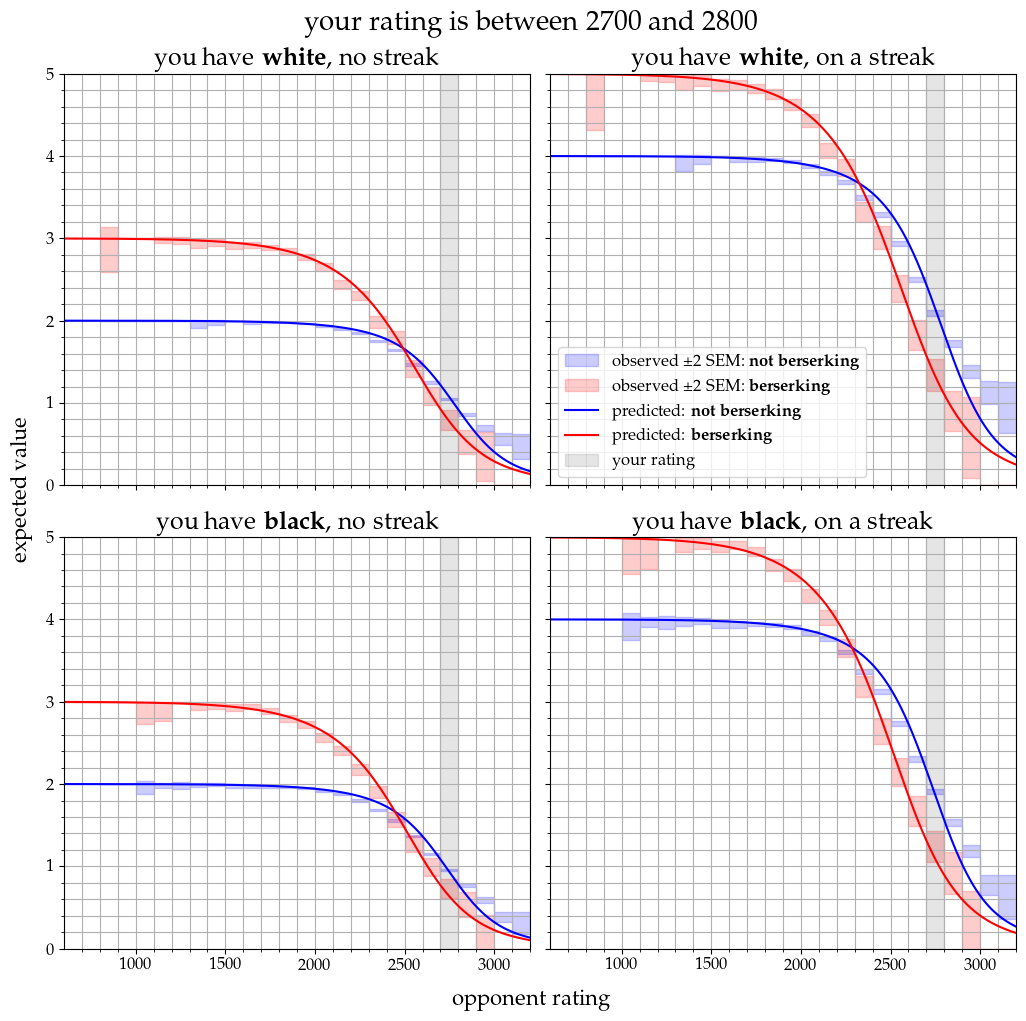 your rating is between 2700 and 2800
you have white, no streak
you have white, on a streak
5
4
3
2
1
0
observed ±2 SEM: not berserking
observed ±2 SEM: berserking
predicted: not berserking
predicted: berserking
your rating
expected value
you have black, no streak
you have black, on a streak
5
4
3
2
1
0
1000 1500 2000 2500 3000
1000 1500 2000 2500 3000
opponent rating